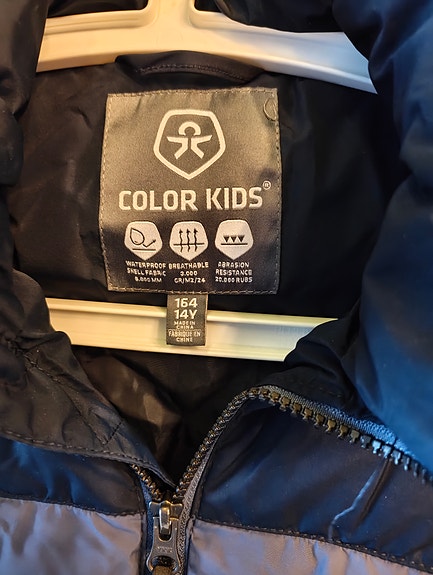 COLOR KIDS®
WATERPROOF BREATHABLE ABRASION
SHELL FABRIC 3.000 RESISTANCE
8.000 MM GR/M2/24 20.000 RUBS
164
14Y
MADE IN
CHINA
FABRIQUE EN
CHINE